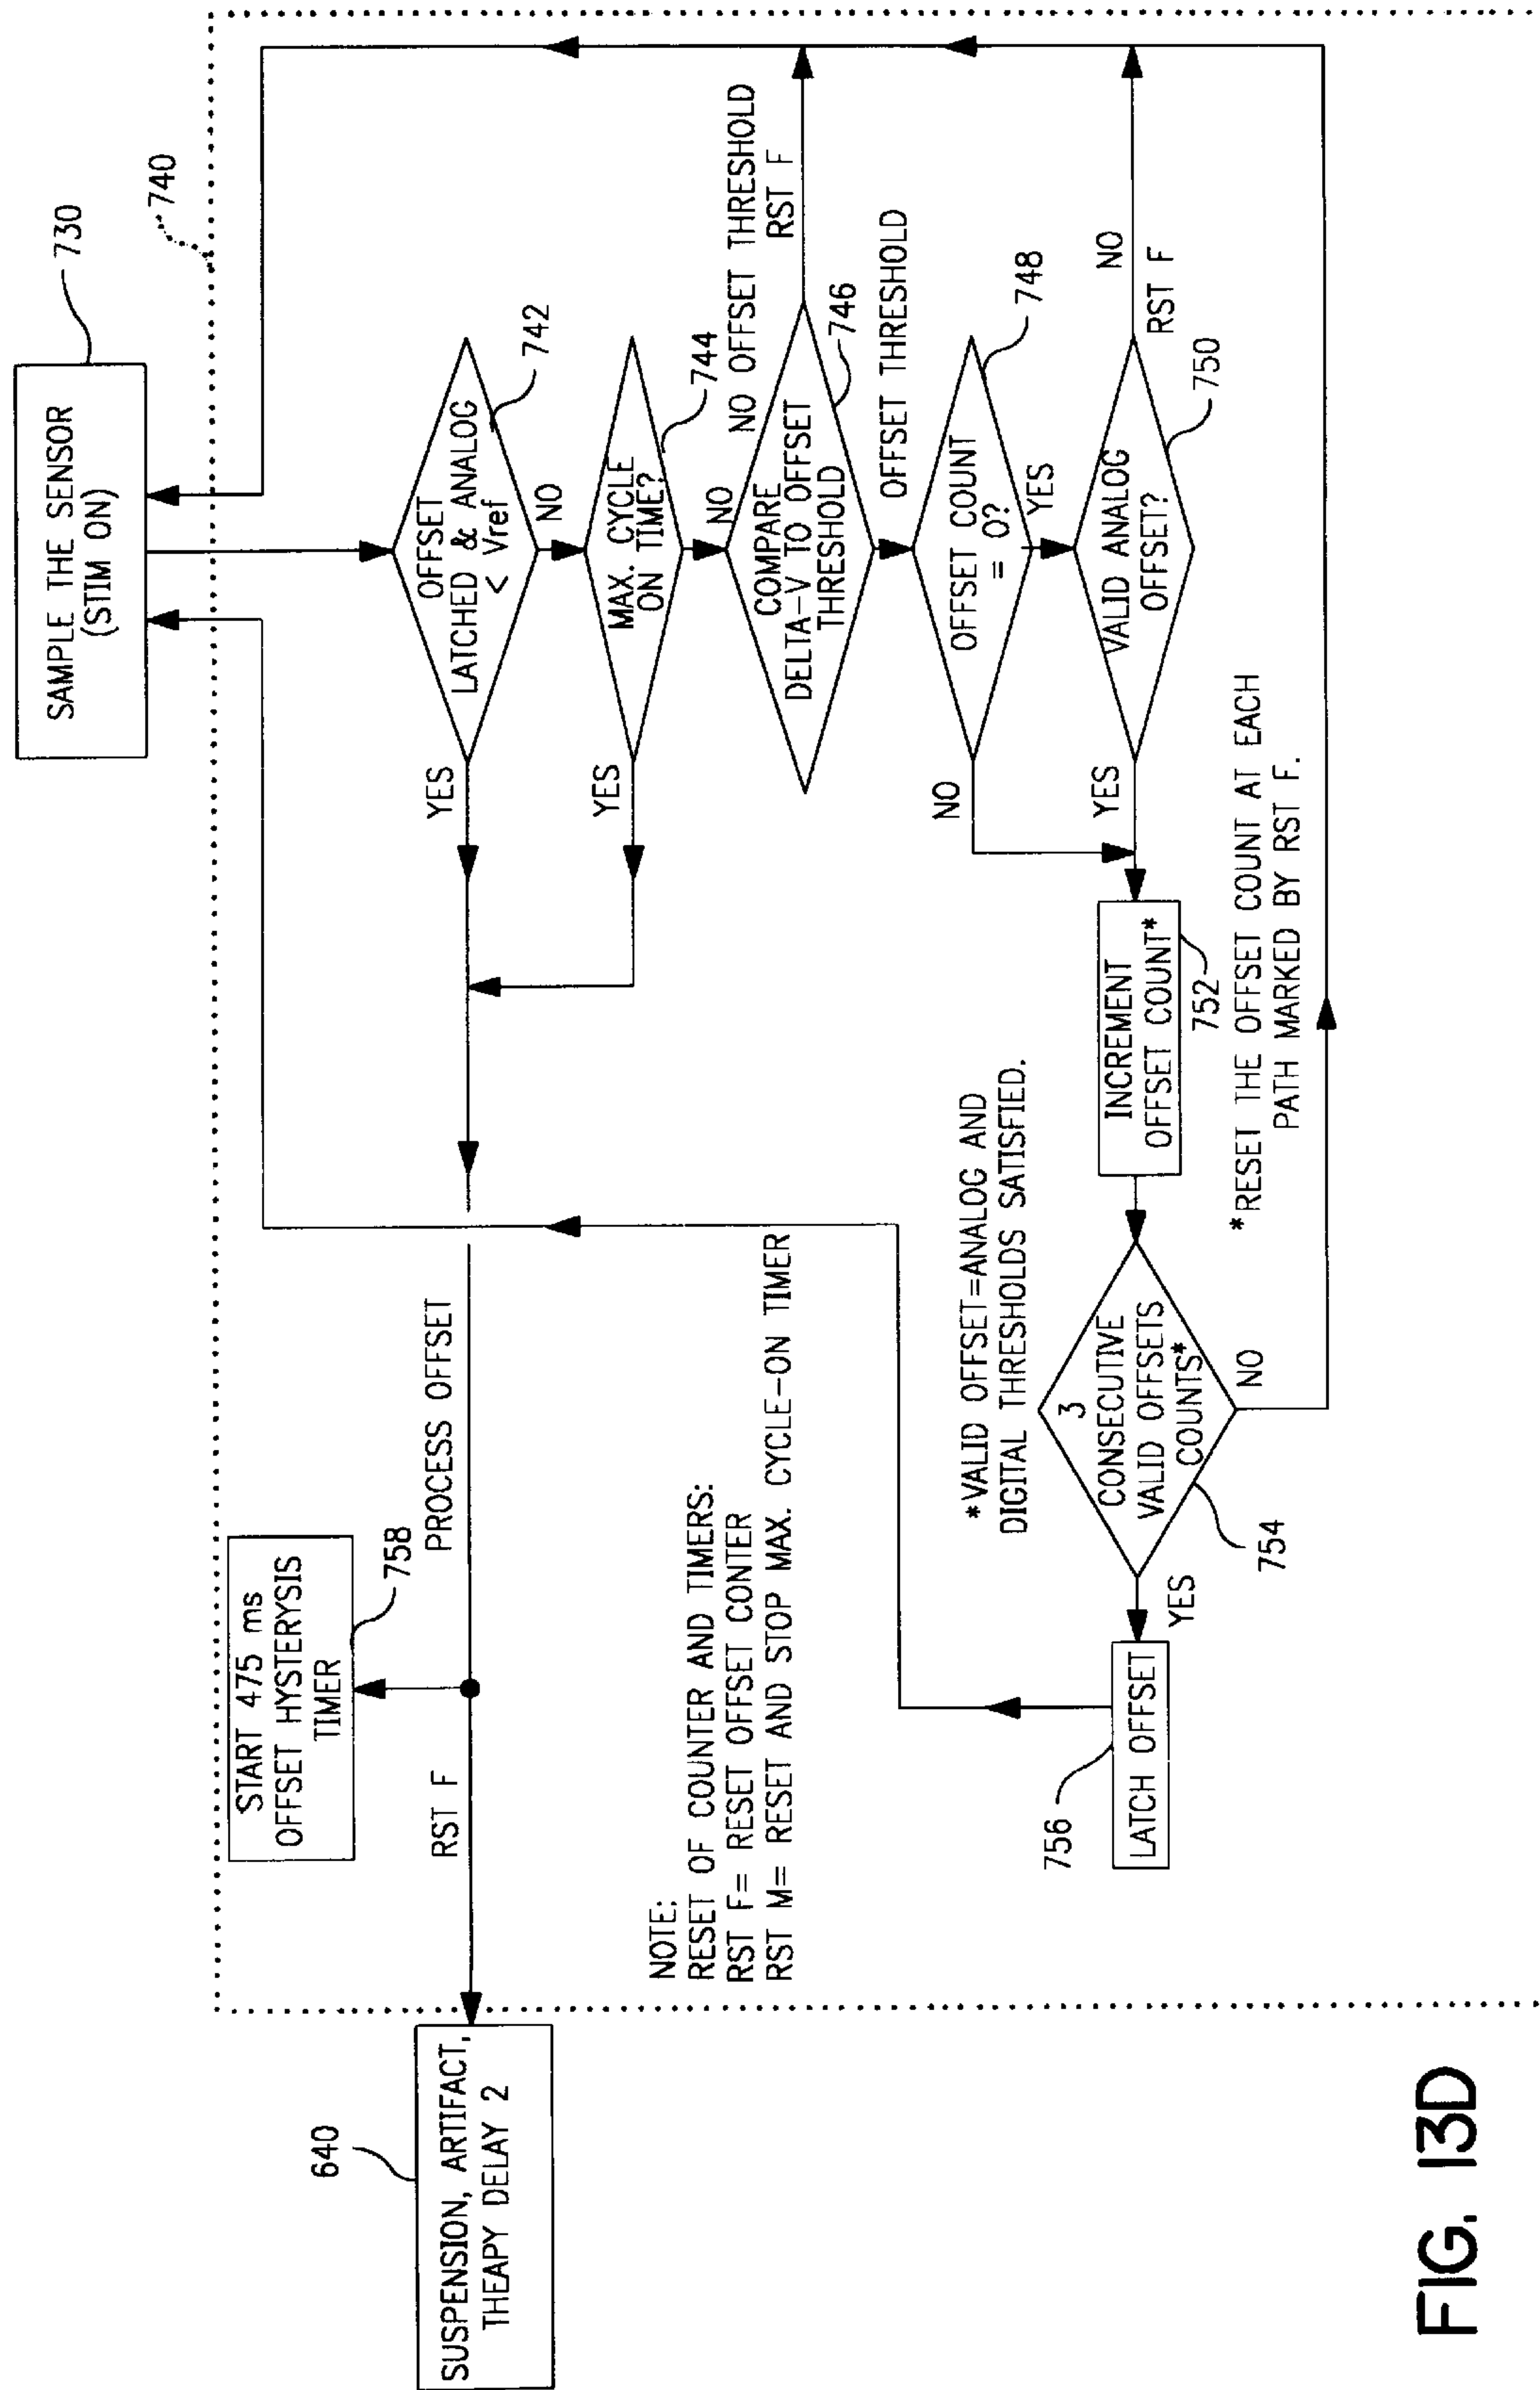 SAMPLE THE SENSOR
(STIM ON)
730
740
OFFSET
LATCHED & ANALOG
< Vref
742
YES
NO
MAX. CYCLE
ON TIME?
744
YES
NO
COMPARE
DELTA-V TO OFFSET
THRESHOLD
746
NO OFFSET THRESHOLD
RST F
OFFSET THRESHOLD
OFFSET COUNT
= 0?
748
NO
YES
VALID ANALOG
OFFSET?
750
YES
NO
RST F
INCREMENT
OFFSET COUNT*
752
*RESET THE OFFSET COUNT AT EACH
PATH MARKED BY RST F.
*VALID OFFSET=ANALOG AND
DIGITAL THRESHOLDS SATISFIED.
3
CONSECUTIVE
VALID OFFSETS
COUNTS*
754
NO
YES
LATCH OFFSET
756
PROCESS OFFSET
START 475 ms
OFFSET HYSTERYSIS
TIMER
758
RST F
NOTE:
RESET OF COUNTER AND TIMERS:
RST F= RESET OFFSET CONTER
RST M= RESET AND STOP MAX. CYCLE-ON TIMER
640
SUSPENSION, ARTIFACT,
THEAPY DELAY 2
FIG. 13D